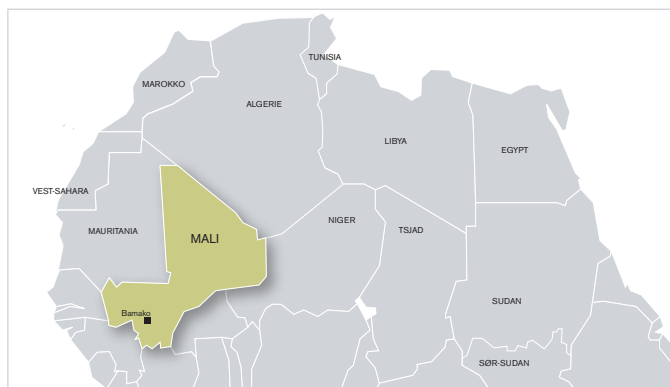 TUNISIA
MAROKKO
ALGERIE
LIBYA
EGYPT
VEST-SAHARA
MAURITANIA
MALI
NIGER
TSJAD
SUDAN
Bamako
SØR-SUDAN